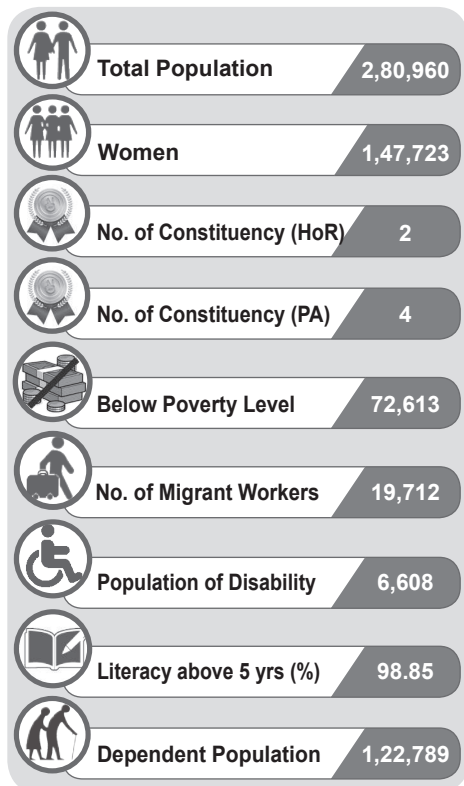 Total Population 2,80,960
Women 1,47,723
No. of Constituency (HoR) 2
No. of Constituency (PA) 4
Below Poverty Level 72,613
No. of Migrant Workers 19,712
Population of Disability 6,608
Literacy above 5 yrs (%) 98.85
Dependent Population 1,22,789